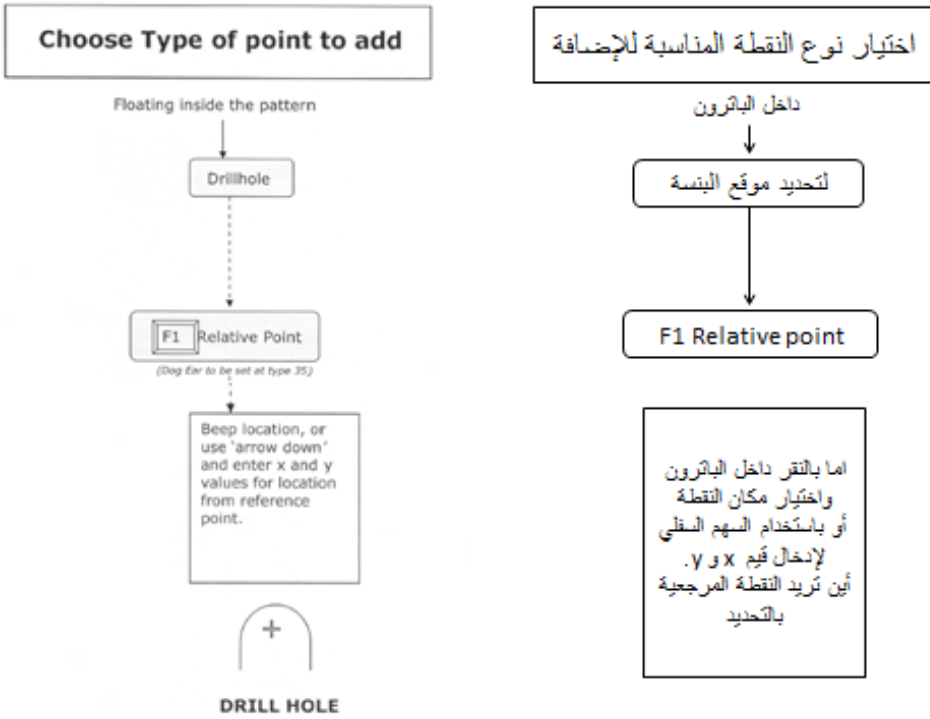 Choose Type of point to add
Floating inside the pattern
Drillhole
F1 Relative Point
(Dog Ear to be set at type 35)
Beep location, or
use 'arrow down'
and enter x and y
values for location
from reference
point.
DRILL HOLE
اختيار نوع النقطة المناسبة للإضافة
داخل الباترون
لتحديد موقع البنسة
F1 Relative point
اما بالنقر داخل الباترون
واختيار مكان النقطة
أو باستخدام السهم السفلي
لإدخال قيم x و y.
أين تريد النقطة المرجعية
بالتحديد